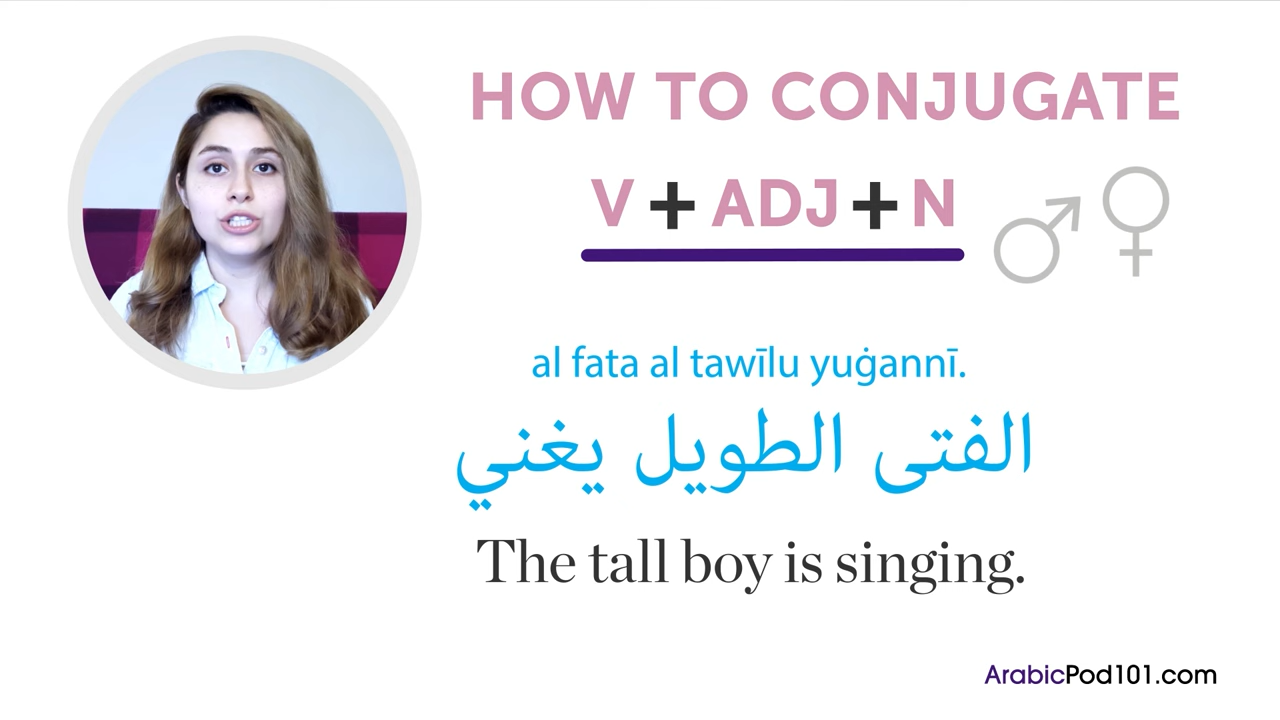 HOW TO CONJUGATE
V + ADJ + N
al fata al tawīlu yuġannī.
الفتى الطويل يغني
The tall boy is singing.
ArabicPod101.com